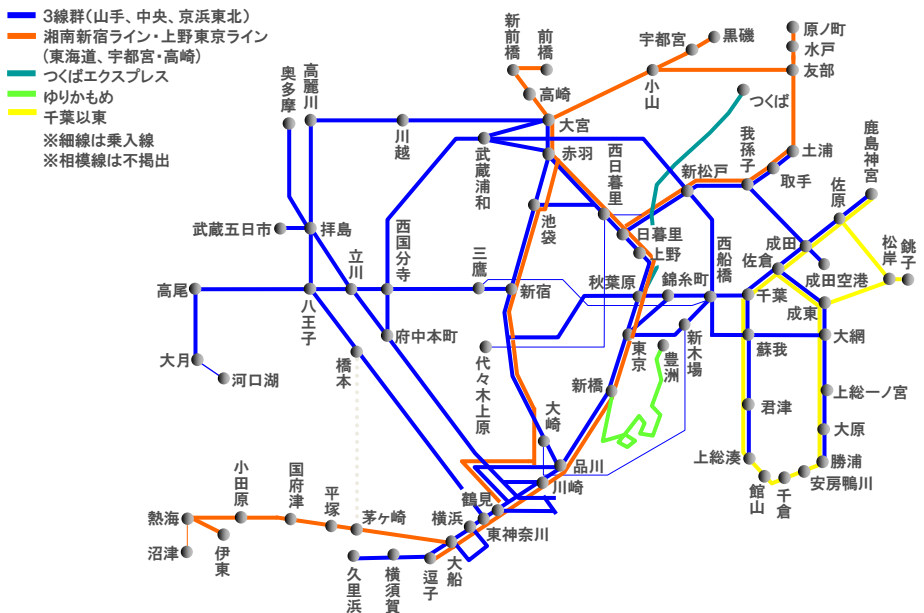 3線群(山手、中央、京浜東北)
湘南新宿ライン・上野東京ライン
(東海道、宇都宮・高崎)
つくばエクスプレス
ゆりかもめ
千葉以東
※細線は乗入線
※相模線は不掲出
新前橋
前橋
高崎
宇都宮
黒磯
小山
原ノ町
水戸
友部
つくば
奥多摩
高麗川
川越
大宮
武蔵浦和
赤羽
西日暮里
新松戸
我孫子
取手
土浦
鹿島神宮
佐原
武蔵五日市
拝島
西国分寺
池袋
日暮里
上野
西船橋
成田
成田空港
佐倉
松岸
銚子
立川
三鷹
高尾
八王子
新宿
秋葉原
錦糸町
千葉
成東
府中本町
橋本
大月
河口湖
代々木上原
東京
豊洲
新木場
蘇我
大網
新橋
君津
上総一ノ宮
大原
大崎
品川
川崎
上総湊
館山
千倉
安房鴨川
勝浦
小田原
国府津
平塚
茅ヶ崎
鶴見
横浜
東神奈川
熱海
沼津
伊東
久里浜
横須賀
逗子
大船